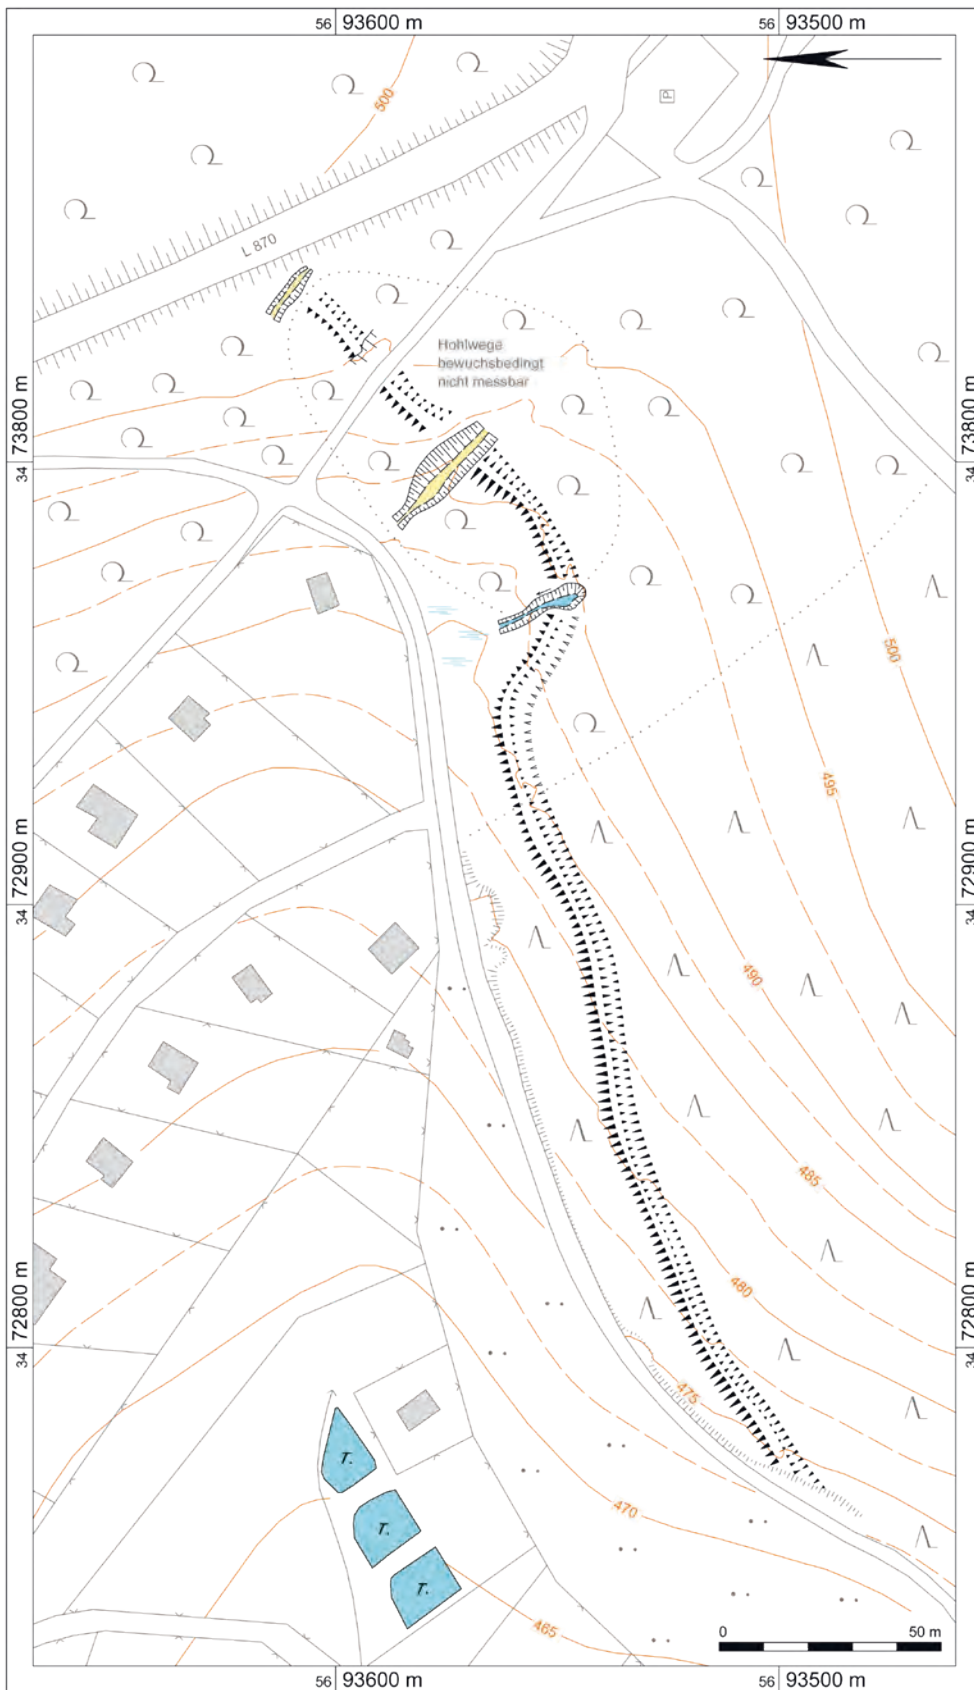 56 93600 m
56 93500 m
500
P
L 870
Hohlwege
bewuchsbedingt
nicht messbar
34 73800 m
34 73800 m
500
495
34 72900 m
34 72900 m
490
485
480
34 72800 m
34 72800 m
475
T.
470
T.
T.
465
0 50 m
56 93600 m
56 93500 m